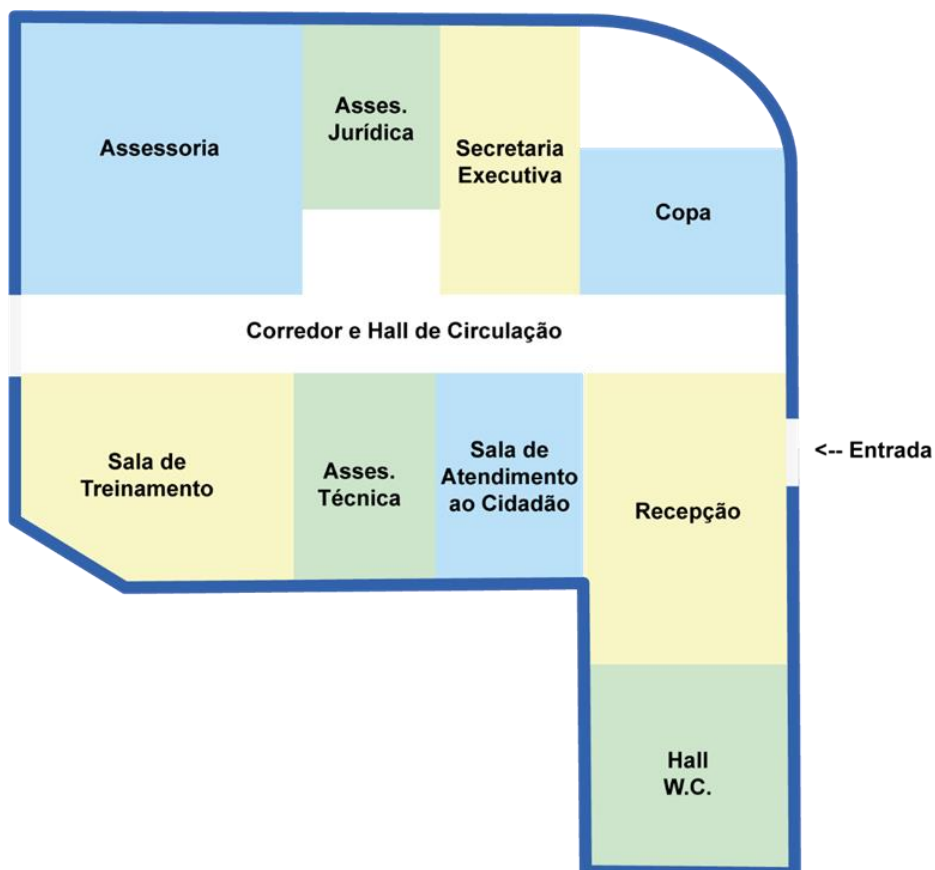 Assessoria
Asses.
Jurídica
Secretaria
Executiva
Copa
Corredor e Hall de Circulação
Sala de
Treinamento
Asses.
Técnica
Sala de
Atendimento
ao Cidadão
Recepção
<-- Entrada
Hall
W.C.